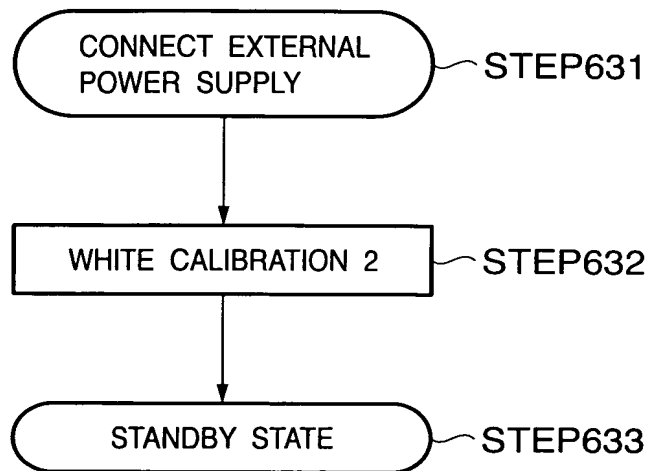 CONNECT EXTERNAL
POWER SUPPLY
STEP631
WHITE CALIBRATION 2
STEP632
STANDBY STATE
STEP633